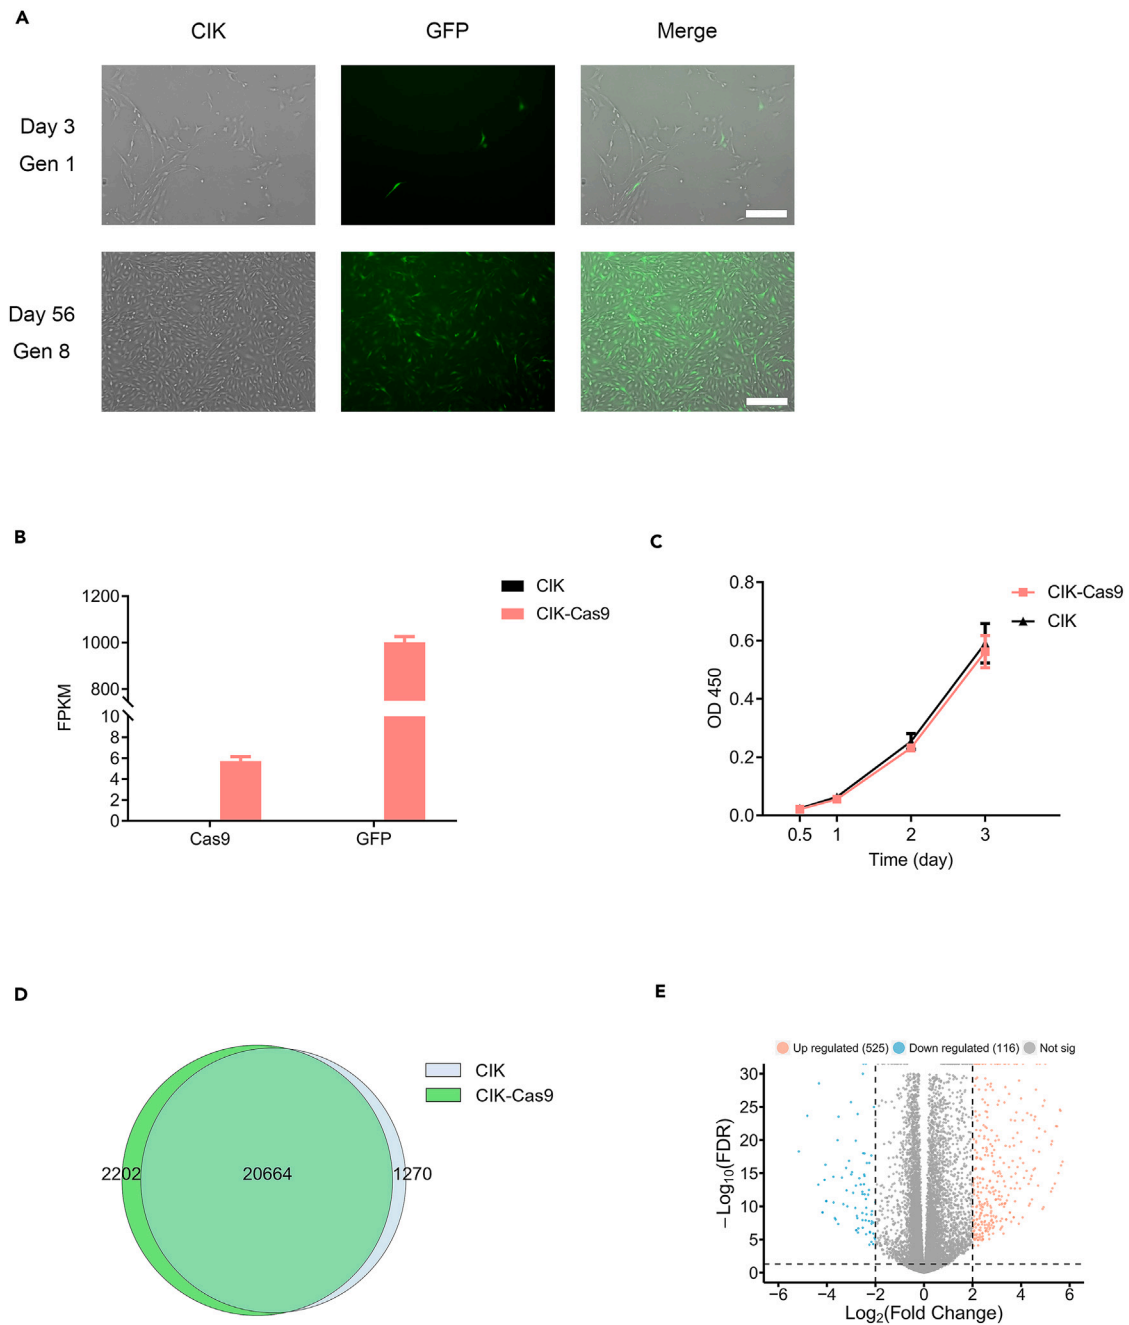 A
CIK
GFP
Merge
Day 3
Gen 1
Day 56
Gen 8
B
1200
1000
800
10
8
6
4
2
0
FPKM
Cas9
GFP
CIK
CIK-Cas9
C
0.8
0.6
0.4
0.2
0.0
OD 450
0.5 1 2 3
Time (day)
CIK-Cas9
CIK
D
2202
20664
1270
CIK
CIK-Cas9
E
Up regulated (525) Down regulated (116) Not sig
30
25
20
15
10
5
0
−Log10(FDR)
−6 −4 −2 0 2 4 6
Log2(Fold Change)